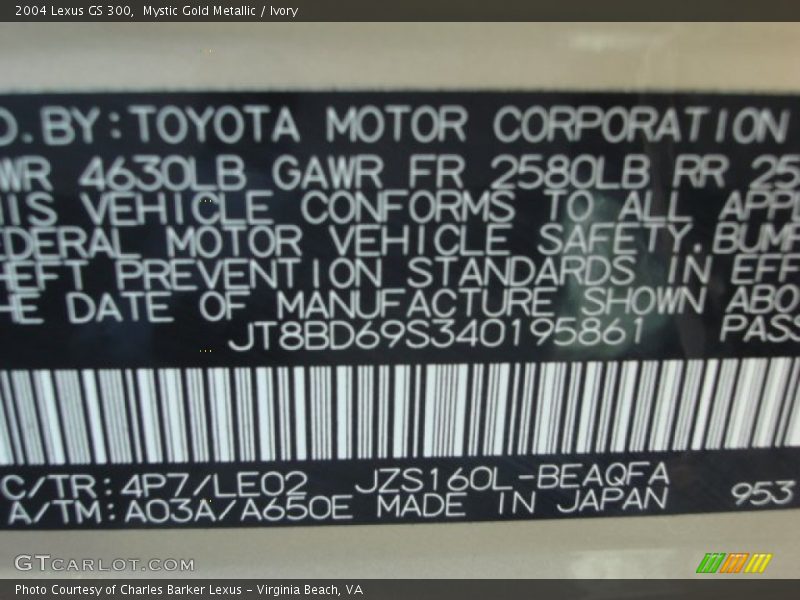 2004 Lexus GS 300,  Mystic Gold Metallic / Ivory
D.BY:TOYOTA MOTOR CORPORATION
WR 4630LB GAWR FR 2580LB RR 25
HIS VEHICLE CONFORMS TO ALL APPL
EDERAL MOTOR VEHICLE SAFETY,BUMP
HEFT PREVENTION STANDARDS IN EFF
HE DATE OF MANUFACTURE SHOWN ABO
JT8BD69S340195861 PASS
C/TR:4P7/LE02 JZS160L-BEAQFA
A/TM:A03A/A650E MADE IN JAPAN 953
GTCARLOT.COM
Photo Courtesy of Charles Barker Lexus - Virginia Beach, VA